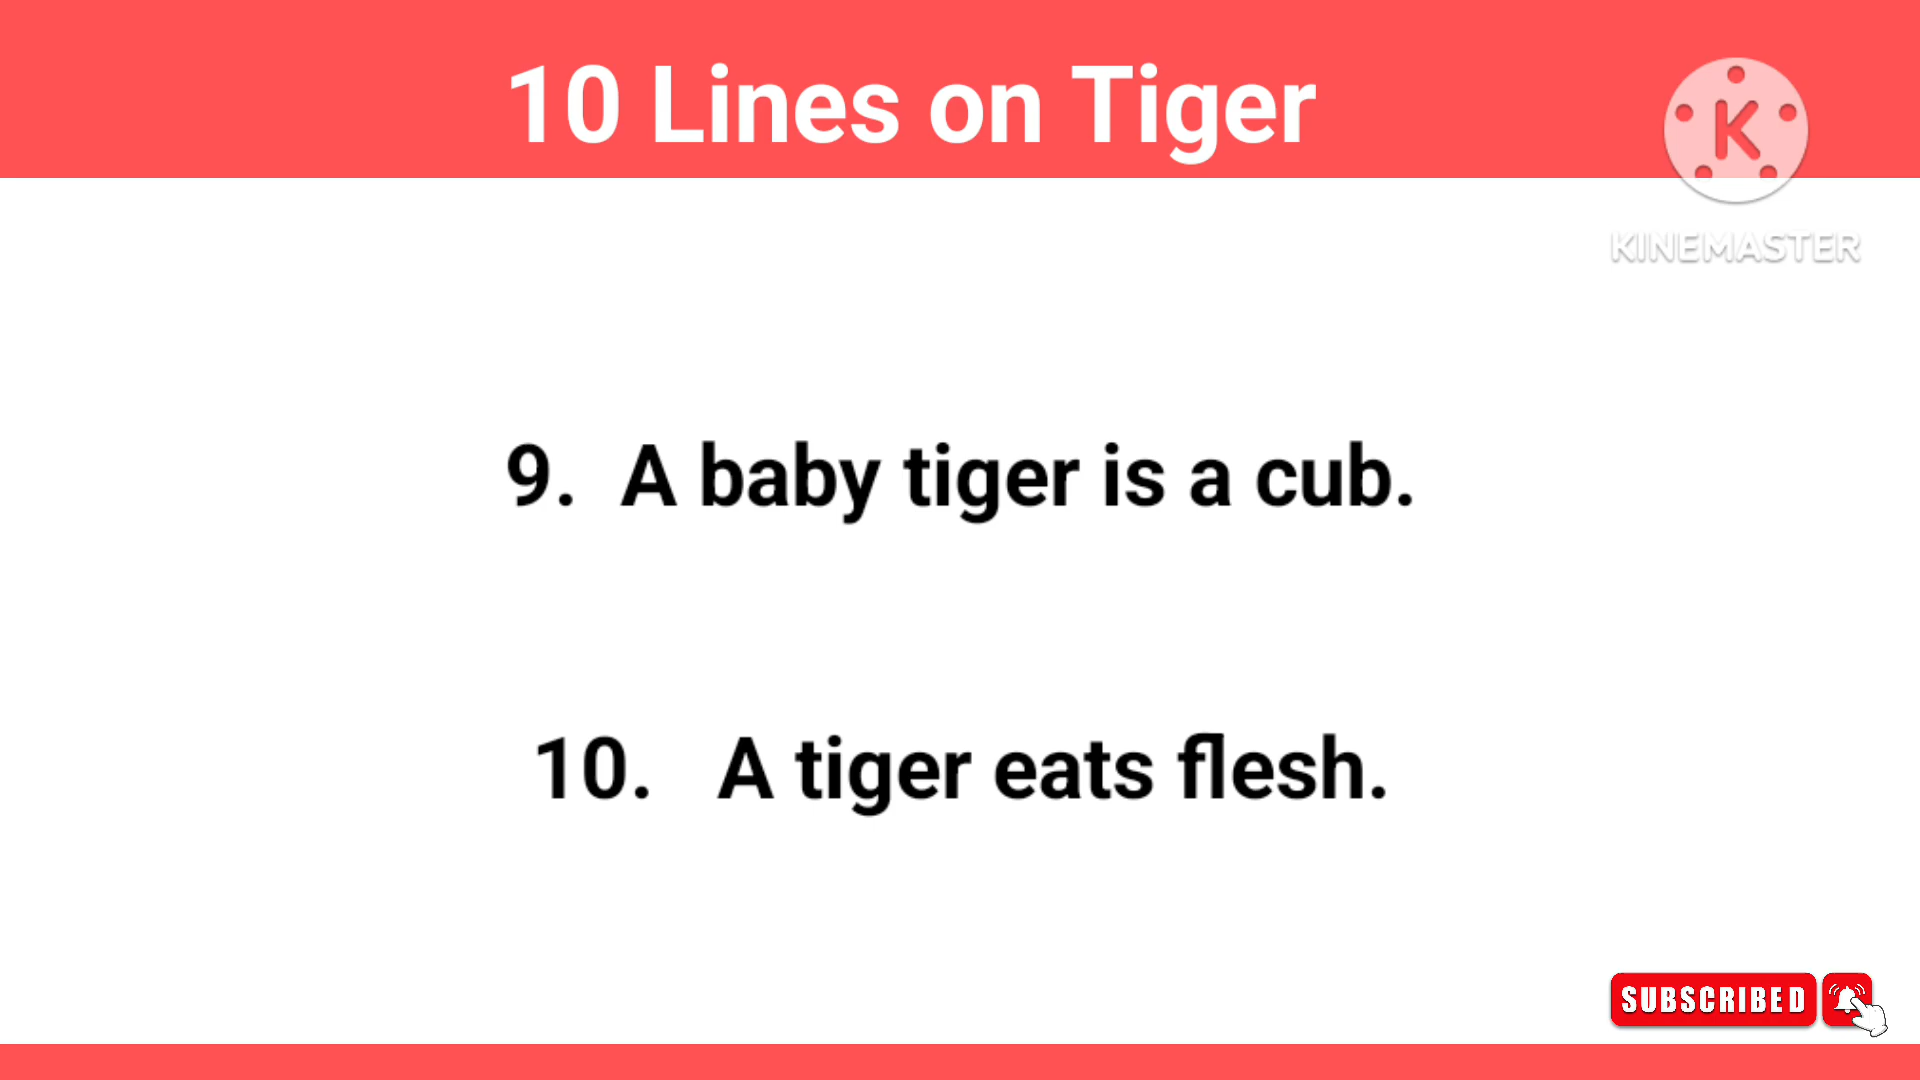 10 Lines on Tiger
K
KINEMASTER
9. A baby tiger is a cub.
10. A tiger eats flesh.
SUBSCRIBED